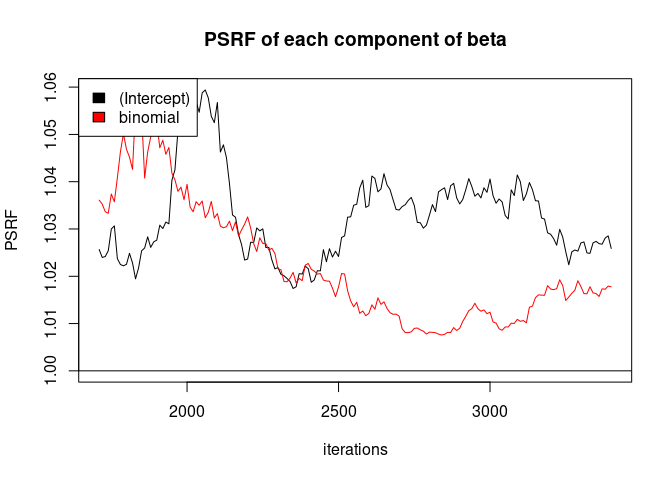 PSRF of each component of beta
(Intercept)
binomial
PSRF
1.06
1.05
1.04
1.03
1.02
1.01
1.00
2000
2500
3000
iterations